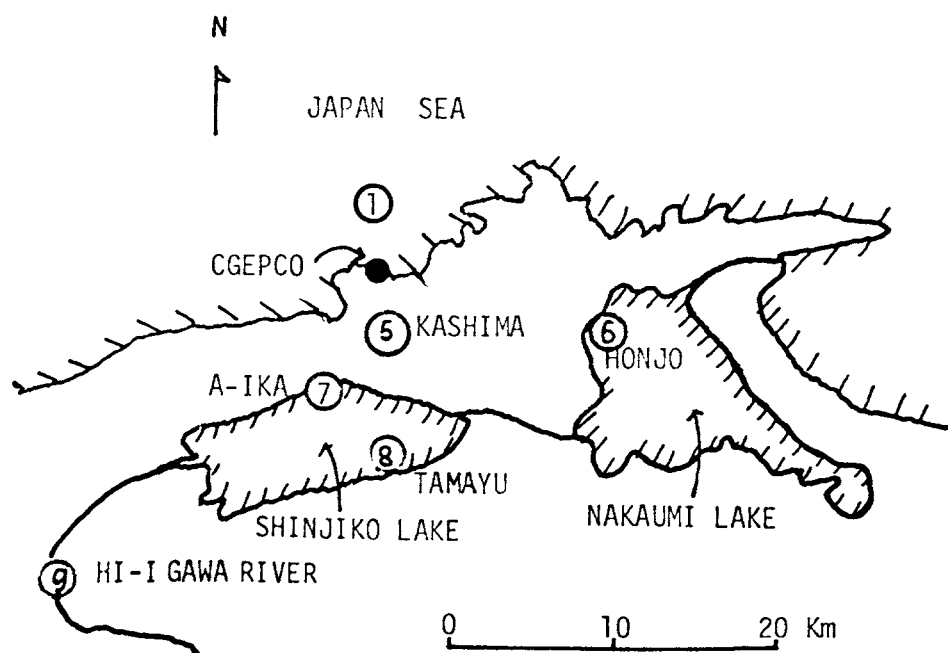 N
JAPAN SEA
1
CGEPCO
5 KASHIMA
6
HONJO
A-IKA 7
8
TAMAYU
SHINJIKO LAKE
NAKAUMI LAKE
9 HI-I GAWA RIVER
0 10 20 Km